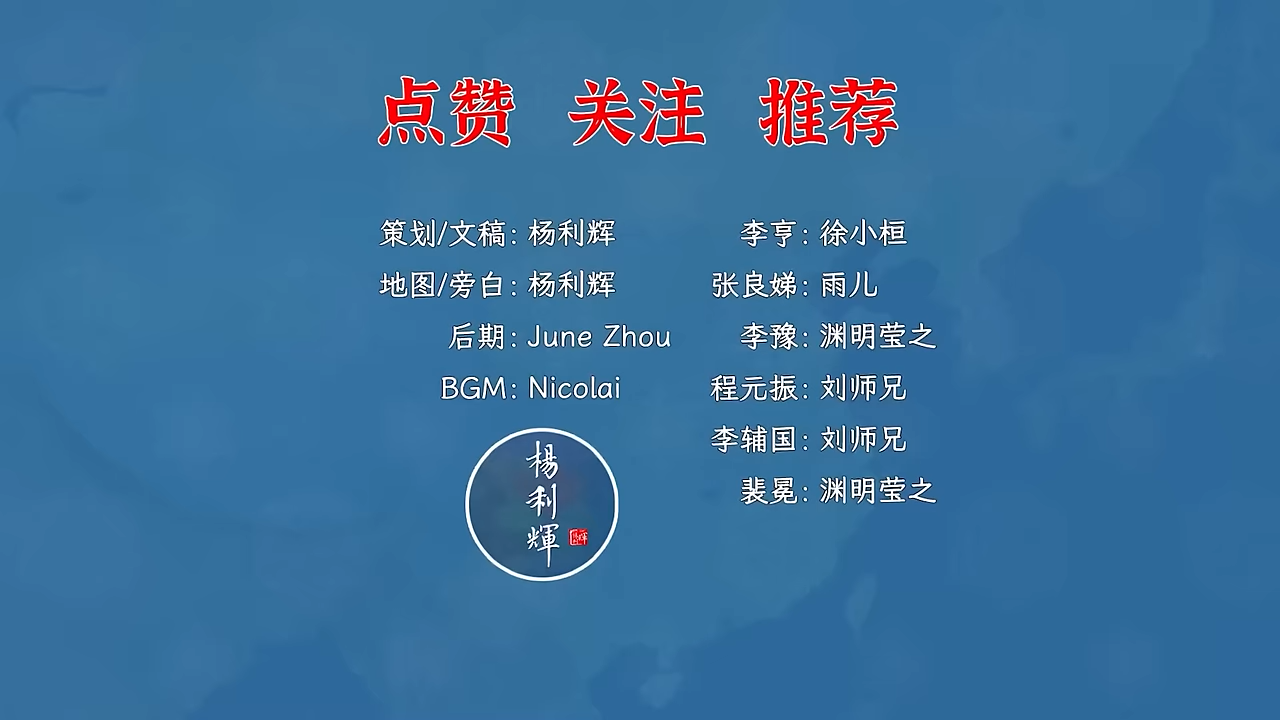 点赞 关注 推荐
策划/文稿: 杨利辉
地图/旁白: 杨利辉
后期: June Zhou
BGM: Nicolai
李亨: 徐小桓
张良娣: 雨儿
李豫: 渊明莹之
程元振: 刘师兄
李辅国: 刘师兄
裴冕: 渊明莹之
楊
利
輝